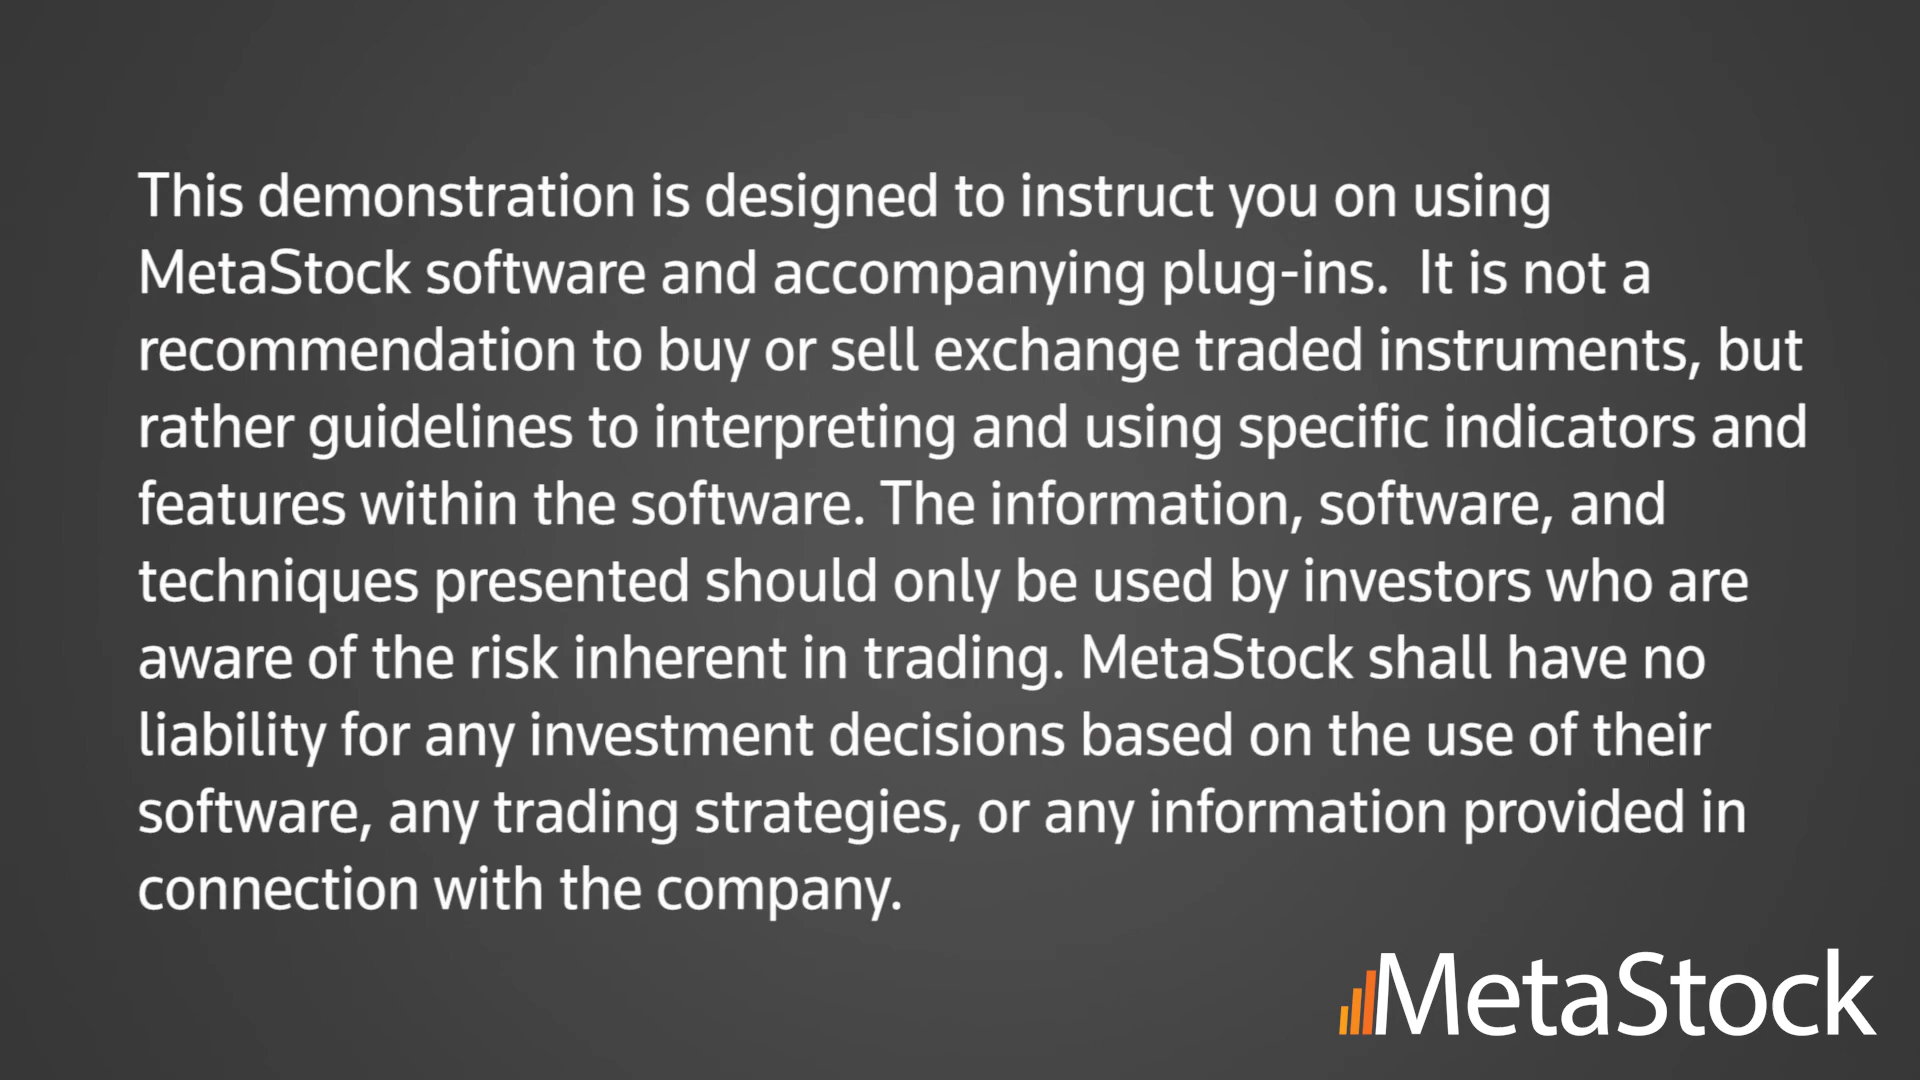 This demonstration is designed to instruct you on using
MetaStock software and accompanying plug-ins.  It is not a
recommendation to buy or sell exchange traded instruments, but
rather guidelines to interpreting and using specific indicators and
features within the software. The information, software, and
techniques presented should only be used by investors who are
aware of the risk inherent in trading. MetaStock shall have no
liability for any investment decisions based on the use of their
software, any trading strategies, or any information provided in
connection with the company.
MetaStock